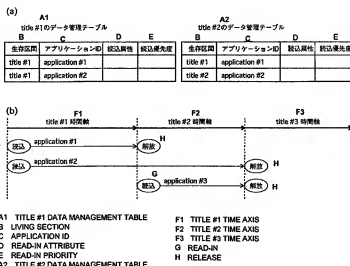 (a)
A1
title #1のデータ管理テーブル
B C D E
生存区間 アプリケーションID 読込属性 読込優先度
title #1 application #1
title #1 application #2
A2
title #2のデータ管理テーブル
B C D E
生存区間 アプリケーションID 読込属性 読込優先度
title #1 application #1
title #2 application #2
(b)
F1 F2 F3
title #1 時間軸 title #2 時間軸 title #3 時間軸
読込 application #1 解放 H
読込 application #2 解放 H
G
読込 application #3 解放 H
A1 TITLE #1 DATA MANAGEMENT TABLE
B LIVING SECTION
C APPLICATION ID
D READ-IN ATTRIBUTE
E READ-IN PRIORITY
A2 TITLE #2 DATA MANAGEMENT TABLE
F1 TITLE #1 TIME AXIS
F2 TITLE #2 TIME AXIS
F3 TITLE #3 TIME AXIS
G READ-IN
H RELEASE